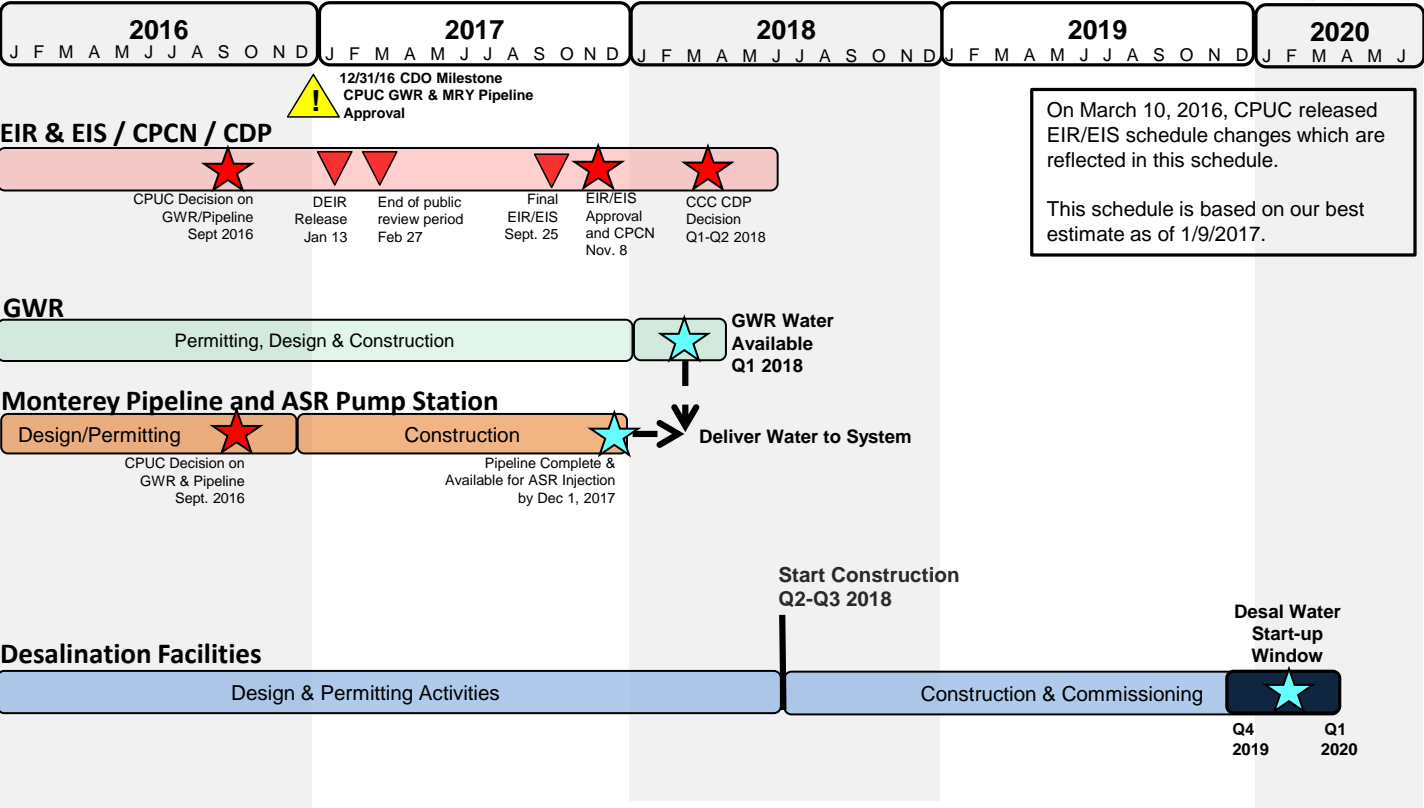 2016 2017 2018 2019 2020
J F M A M J J A S O N D J F M A M J J A S O N D J F M A M J J A S O N D J F M A M J J A S O N D J F M A M J
!
12/31/16 CDO Milestone
CPUC GWR & MRY Pipeline
Approval
On March 10, 2016, CPUC released
EIR/EIS schedule changes which are
reflected in this schedule.
This schedule is based on our best
estimate as of 1/9/2017.
EIR & EIS / CPCN / CDP
CPUC Decision on
GWR/Pipeline
Sept 2016
DEIR
Release
Jan 13
End of public
review period
Feb 27
Final
EIR/EIS
Sept. 25
EIR/EIS
Approval
and CPCN
Nov. 8
CCC CDP
Decision
Q1-Q2 2018
GWR
Permitting, Design & Construction
GWR Water
Available
Q1 2018
Monterey Pipeline and ASR Pump Station
Design/Permitting
Construction
Deliver Water to System
CPUC Decision on
GWR & Pipeline
Sept. 2016
Pipeline Complete &
Available for ASR Injection
by Dec 1, 2017
Start Construction
Q2-Q3 2018
Desal Water
Start-up
Window
Desalination Facilities
Design & Permitting Activities
Construction & Commissioning
Q4
2019
Q1
2020